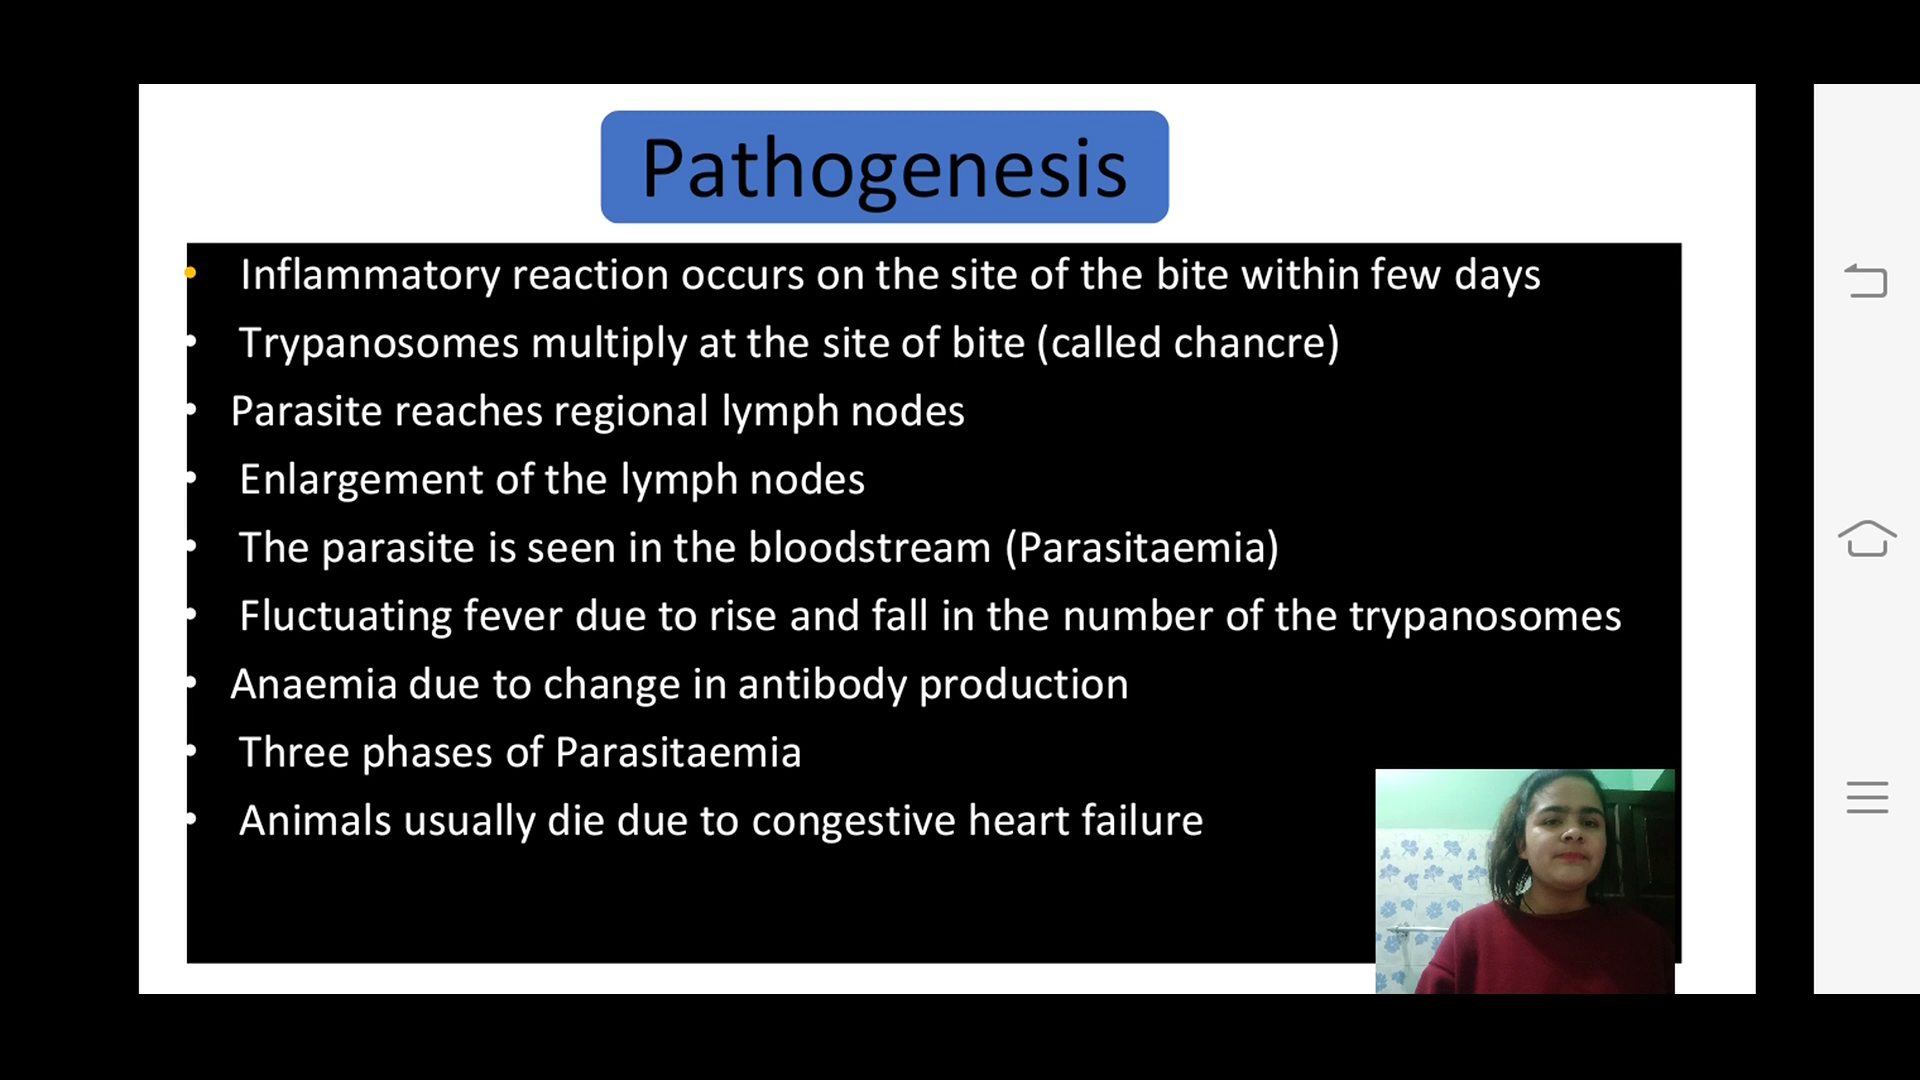 Pathogenesis
• Inflammatory reaction occurs on the site of the bite within few days
• Trypanosomes multiply at the site of bite (called chancre)
• Parasite reaches regional lymph nodes
• Enlargement of the lymph nodes
• The parasite is seen in the bloodstream (Parasitaemia)
• Fluctuating fever due to rise and fall in the number of the trypanosomes
• Anaemia due to change in antibody production
• Three phases of Parasitaemia
• Animals usually die due to congestive heart failure